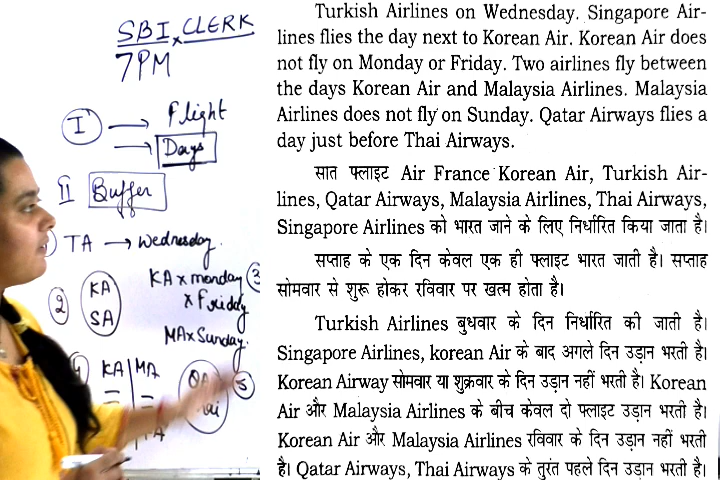 SBI CLERK
7PM
I → Flight
→ Days
II Buffer
TA → Wednesday.
2 KA
SA
KA x monday 3
x Friday
MA x Sunday.
KA | MA
= | =
5
Turkish Airlines on Wednesday. Singapore Air-
lines flies the day next to Korean Air. Korean Air does
not fly on Monday or Friday. Two airlines fly between
the days Korean Air and Malaysia Airlines. Malaysia
Airlines does not fly on Sunday. Qatar Airways flies a
day just before Thai Airways.
सात फ्लाइट Air France Korean Air, Turkish Air-
lines, Qatar Airways, Malaysia Airlines, Thai Airways,
Singapore Airlines को भारत जाने के लिए निर्धारित किया जाता है।
सप्ताह के एक दिन केवल एक ही फ्लाइट भारत जाती है। सप्ताह
सोमवार से शुरू होकर रविवार पर खत्म होता है।
Turkish Airlines बुधवार के दिन निर्धारित की जाती है।
Singapore Airlines, korean Air के बाद अगले दिन उड़ान भरती है।
Korean Airway सोमवार या शुक्रवार के दिन उड़ान नहीं भरती है। Korean
Air और Malaysia Airlines के बीच केवल दो फ्लाइट उड़ान भरती है।
Korean Air और Malaysia Airlines रविवार के दिन उड़ान नहीं भरती
है। Qatar Airways, Thai Airways के तुरंत पहले दिन उड़ान भरती है।